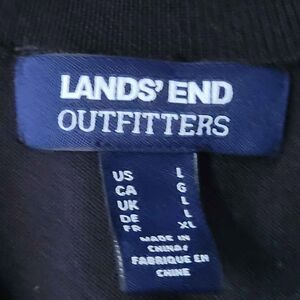 LANDS' END
OUTFITTERS
US L
CA G
UK L
DE L
FR XL
MADE IN
CHINA/
FABRIQUE EN
CHINE